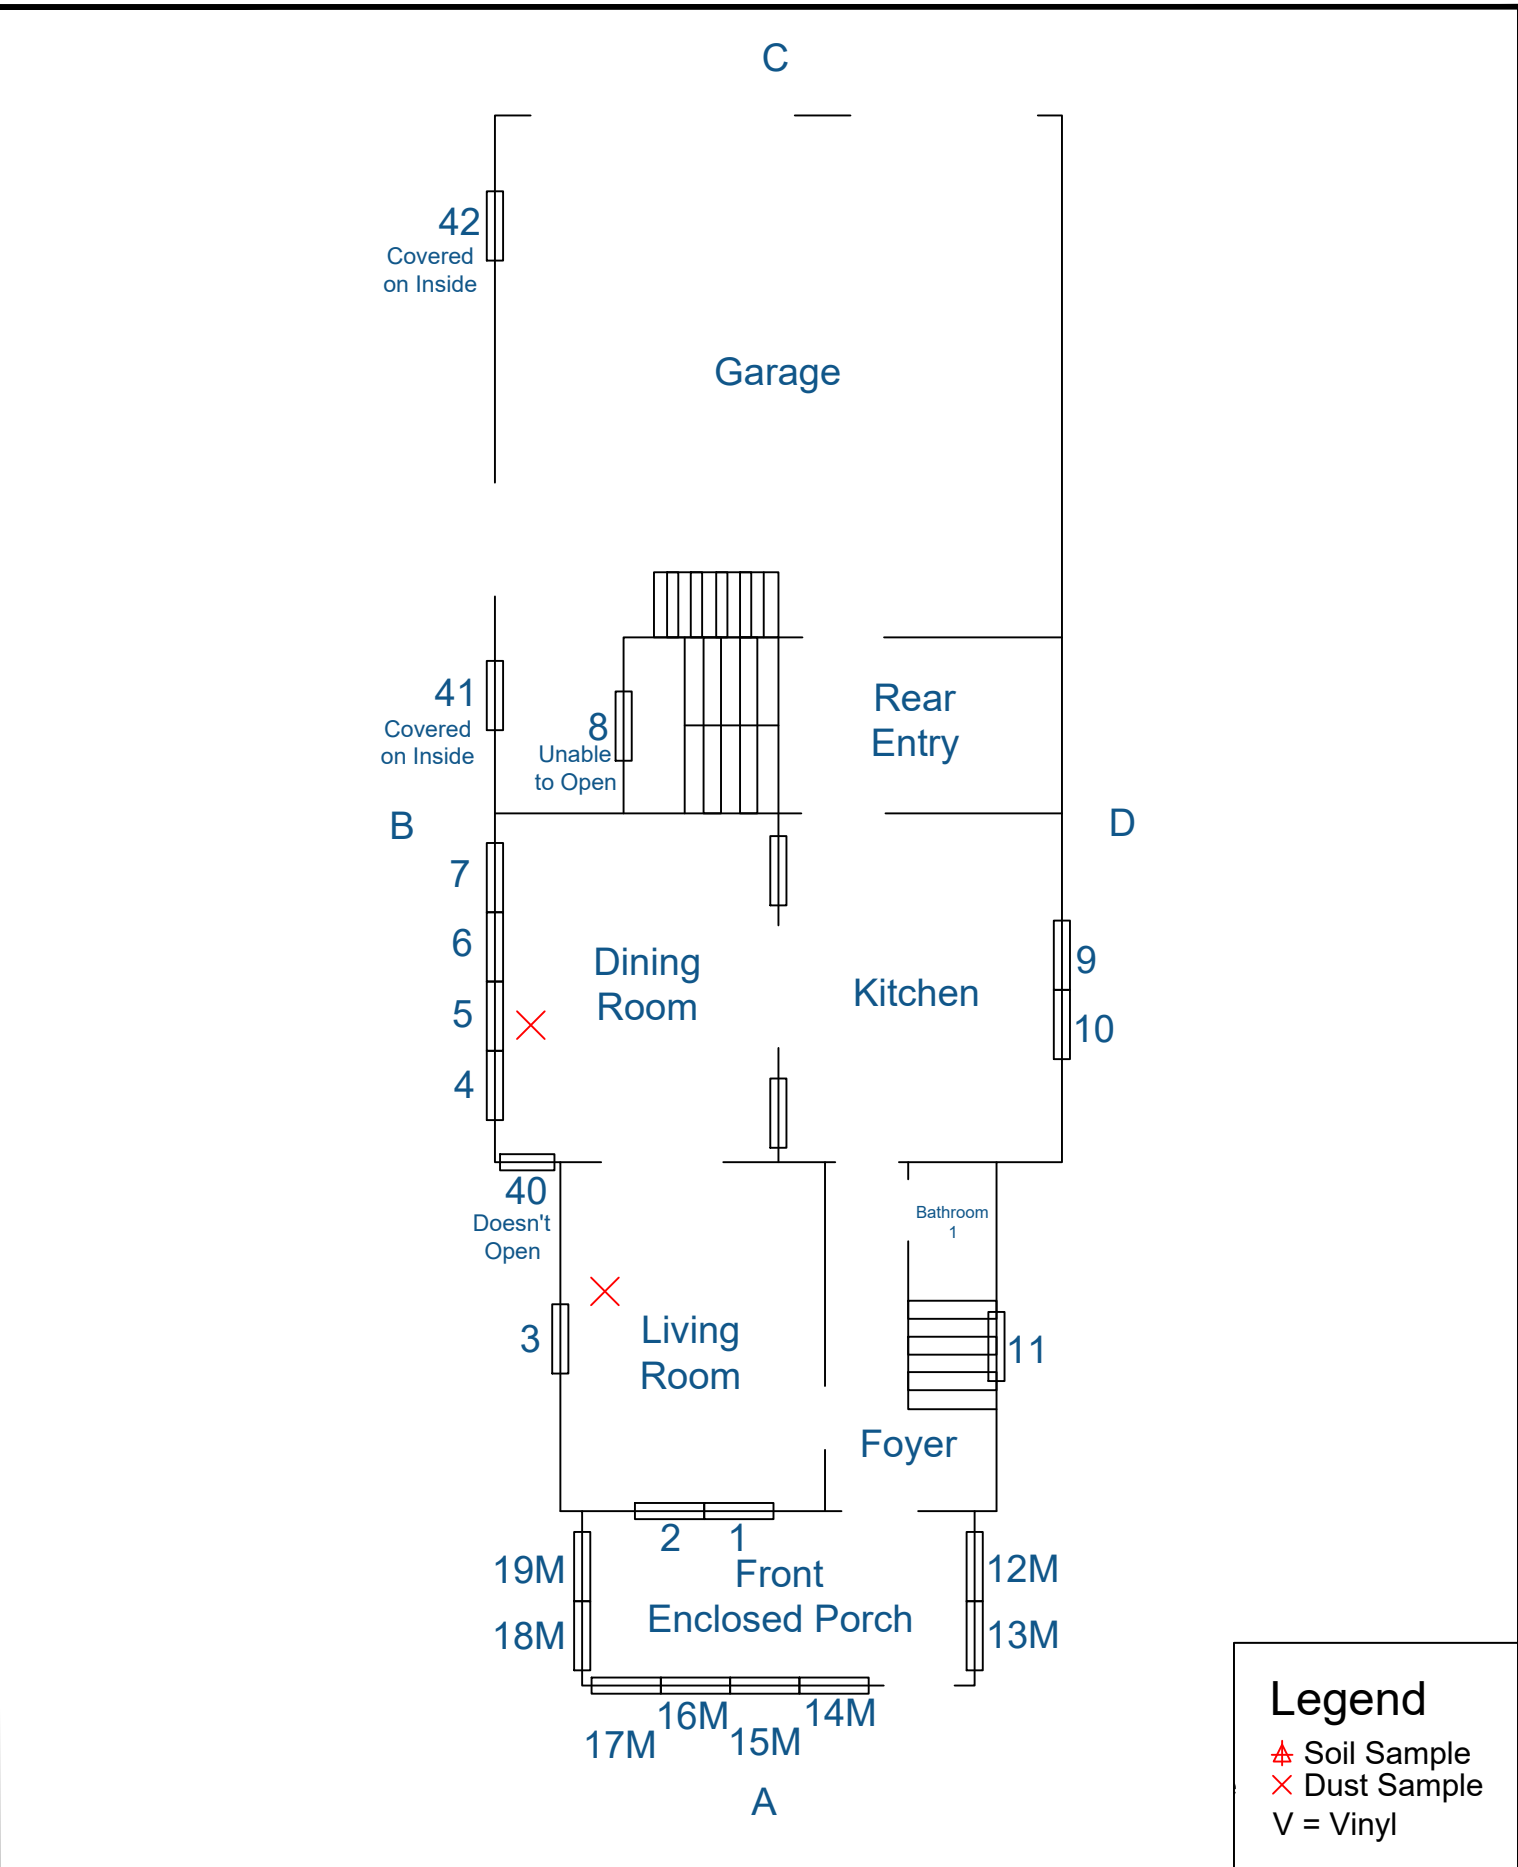 C
42
Covered
on Inside
Garage
41
Covered
on Inside
8
Unable
to Open
Rear
Entry
B
D
7
6
5
4
Dining
Room
Kitchen
9
10
40
Doesn't
Open
Bathroom
1
3
Living
Room
11
Foyer
2
1
19M
18M
Front
Enclosed Porch
12M
13M
17M
16M
15M
14M
A
Legend
Soil Sample
Dust Sample
V = Vinyl